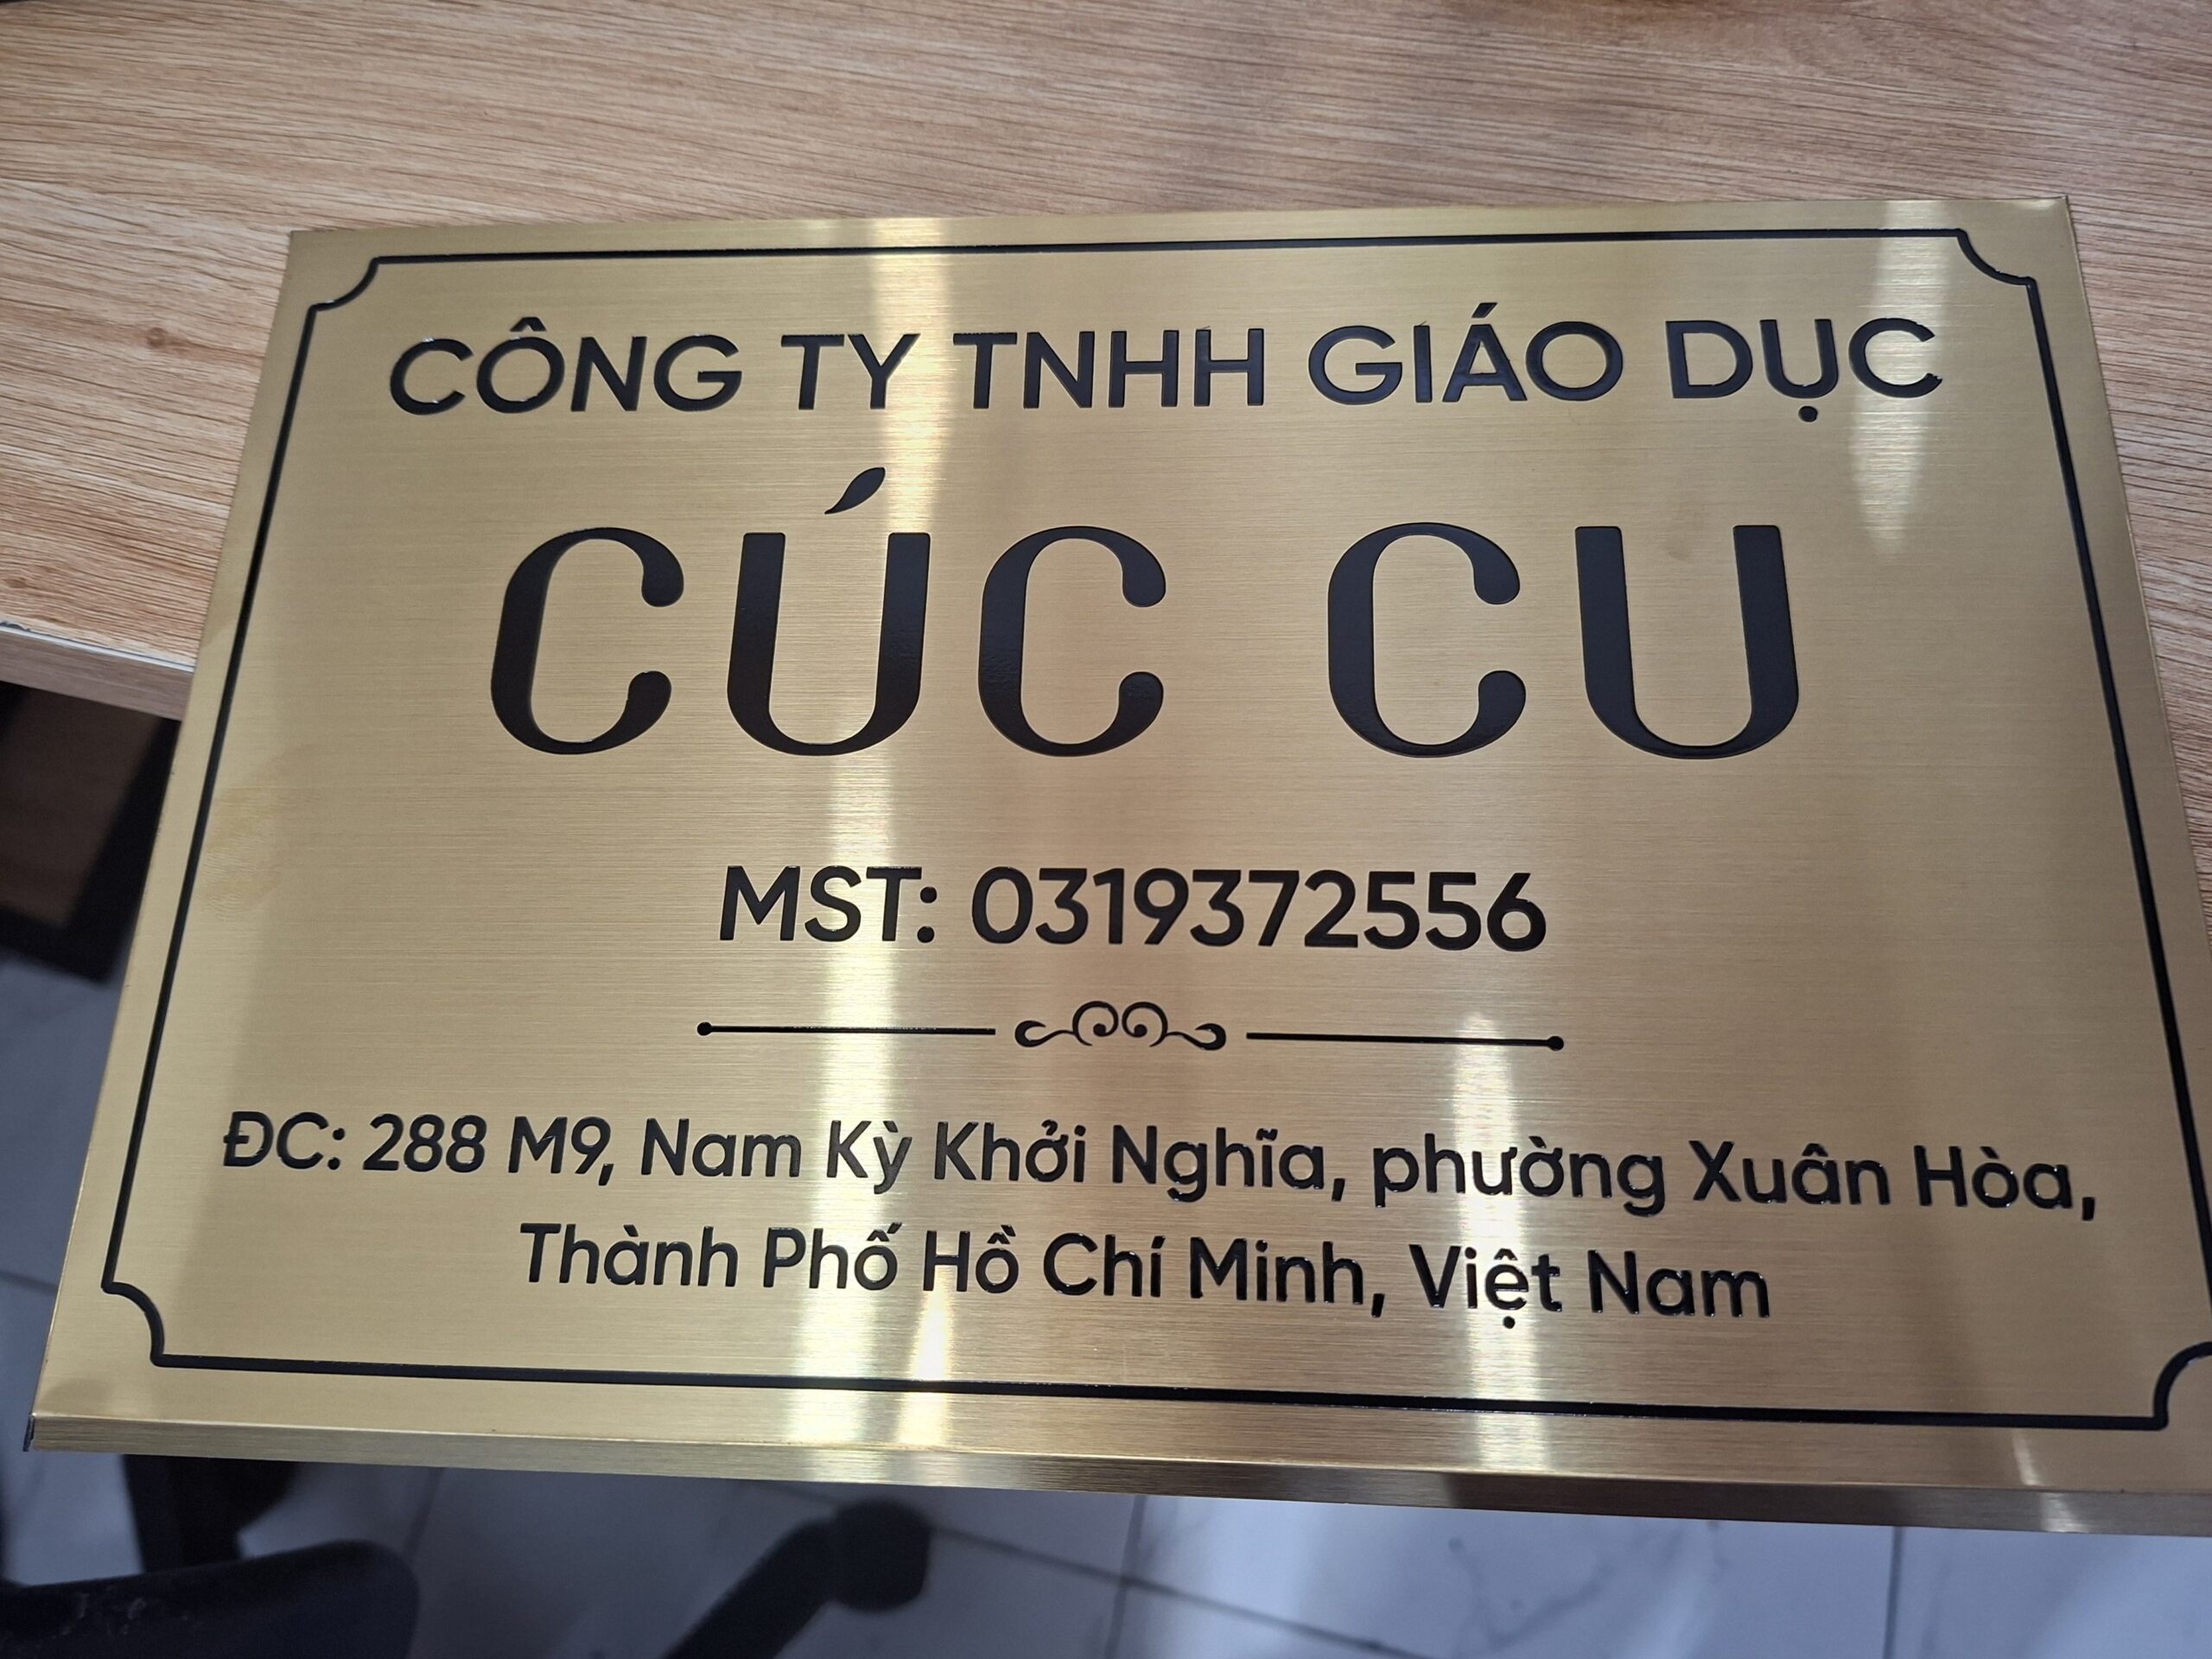 CÔNG TY TNHH GIÁO DỤC
CÚC CU
MST: 0319372556
ĐC: 288 M9, Nam Kỳ Khởi Nghĩa, phường Xuân Hòa,
Thành Phố Hồ Chí Minh, Việt Nam